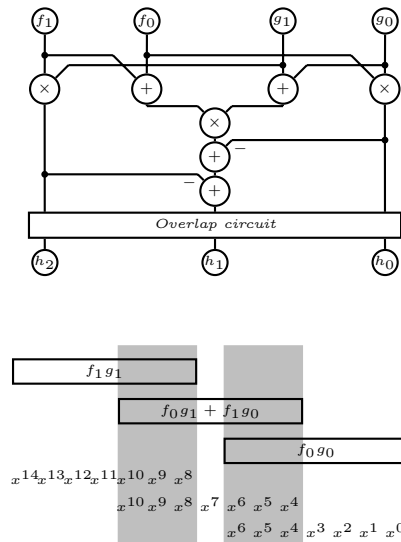 f₁ f₀ g₁ g₀
× + + ×
×
+ −
− +
Overlap circuit
h₂ h₁ h₀
f₁g₁
f₀g₁ + f₁g₀
f₀g₀
x¹⁴ x¹³ x¹² x¹¹ x¹⁰ x⁹ x⁸
x¹⁰ x⁹ x⁸ x⁷ x⁶ x⁵ x⁴
x⁶ x⁵ x⁴ x³ x² x¹ x⁰